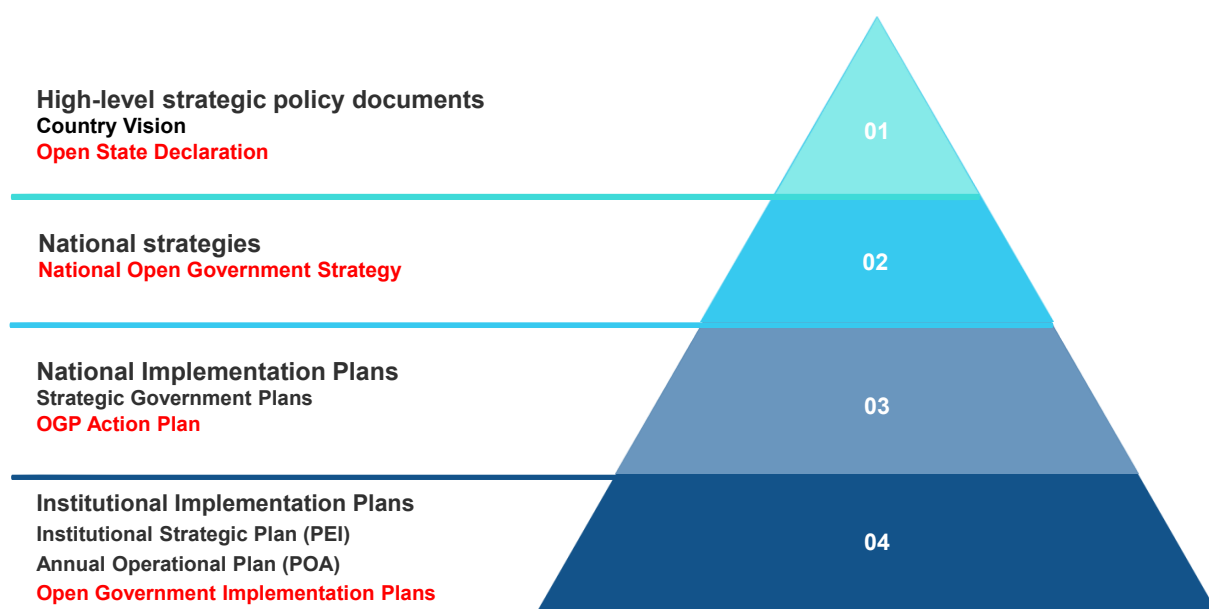 High-level strategic policy documents
Country Vision
Open State Declaration
01
National strategies
National Open Government Strategy
02
National Implementation Plans
Strategic Government Plans
OGP Action Plan
03
Institutional Implementation Plans
Institutional Strategic Plan (PEI)
Annual Operational Plan (POA)
Open Government Implementation Plans
04